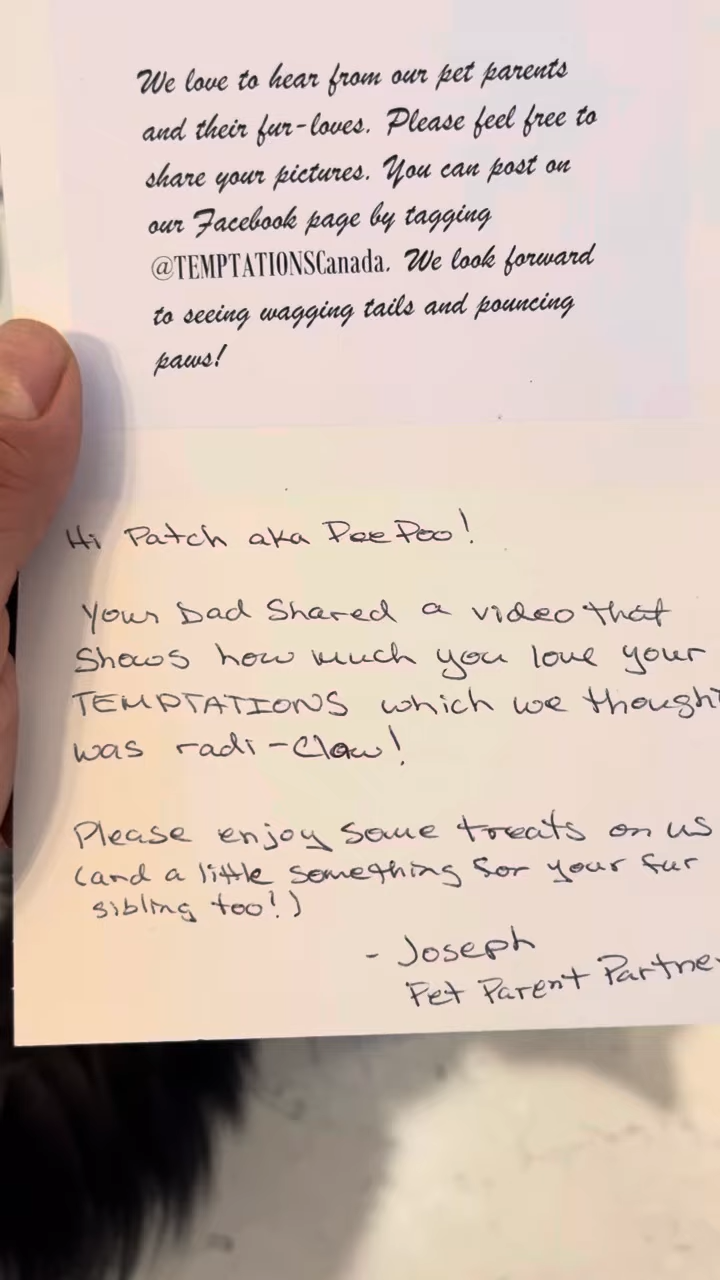 We love to hear from our pet parents
and their fur-loves. Please feel free to
share your pictures. You can post on
our Facebook page by tagging
@TEMPTATIONSCanada. We look forward
to seeing wagging tails and pouncing
paws!
Hi Patch aka PeePoo!
Your Dad Shared a video that
Shows how much you love your
TEMPTATIONS which we thought
was radi-Claw!
Please enjoy some treats on us
(and a little something for your fur
sibling too!)
- Joseph
Pet Parent Partne